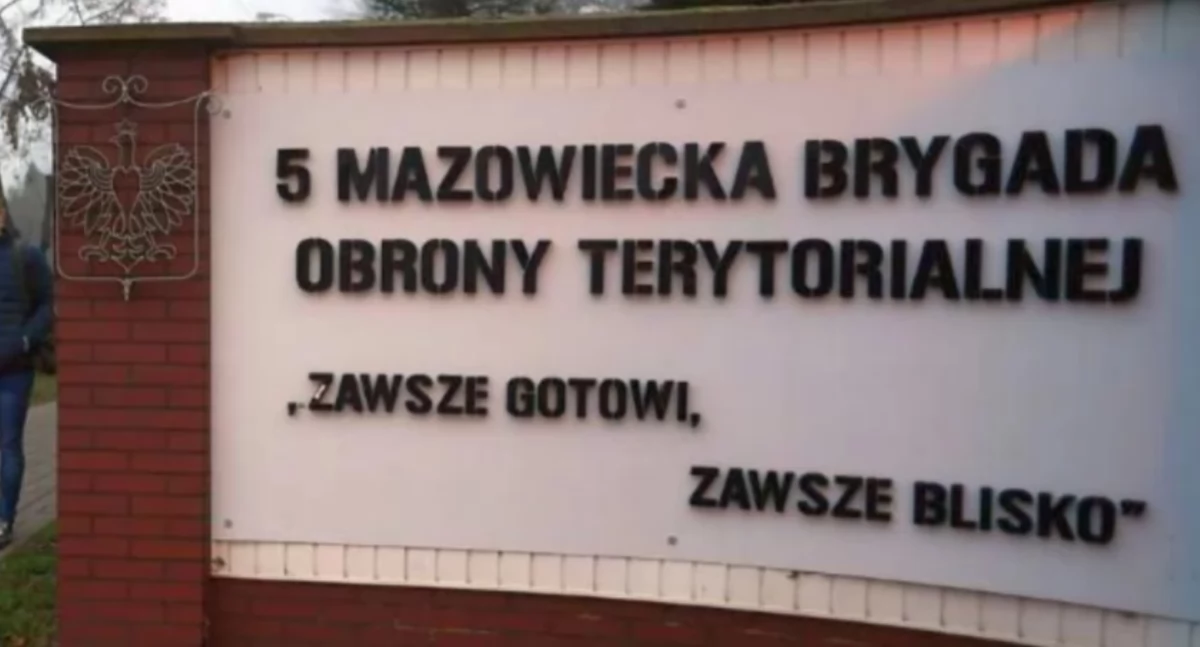 5 MAZOWIECKA BRYGADA
OBRONY TERYTORIALNEJ
„ZAWSZE GOTOWI,
ZAWSZE BLISKO”